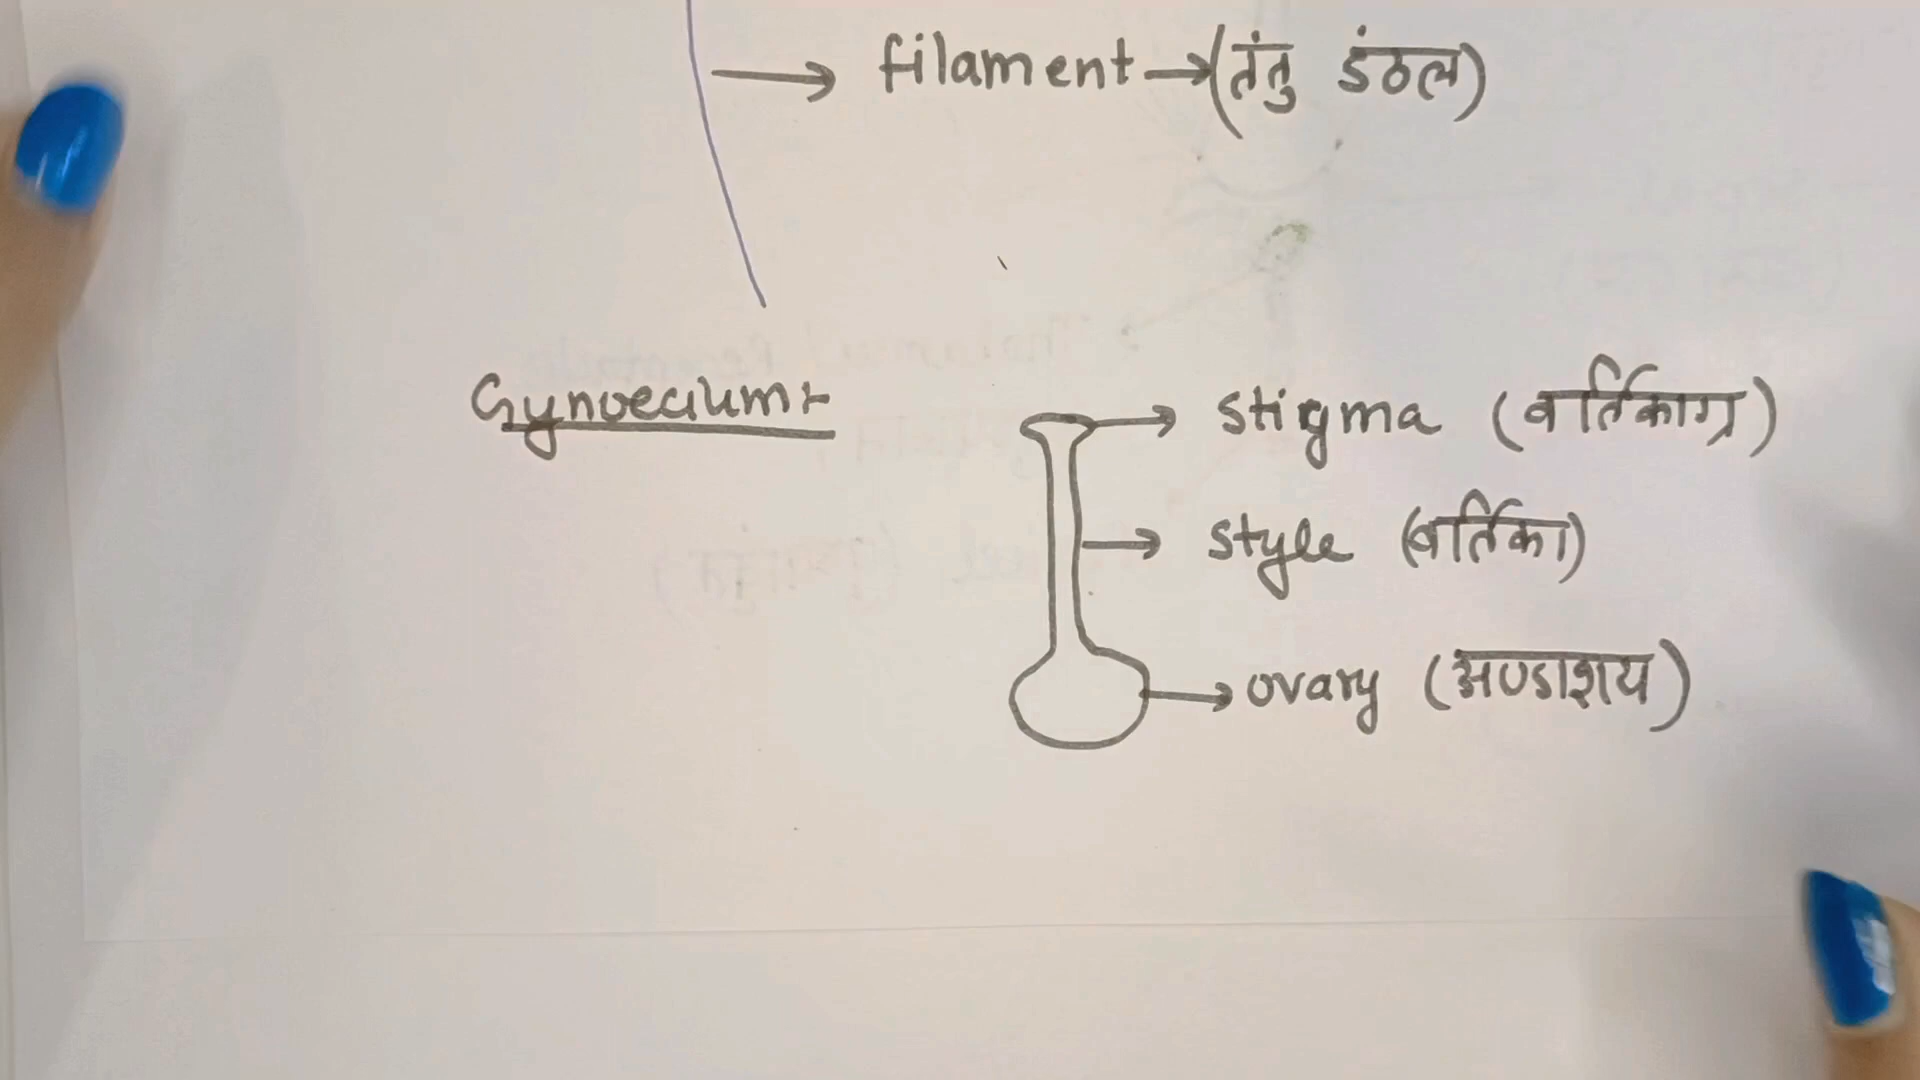 filament → (तंतु डंठल)
Gynoecium :-
stigma (वर्तिकाग्र)
style (वर्तिका)
ovary (अण्डाशय)